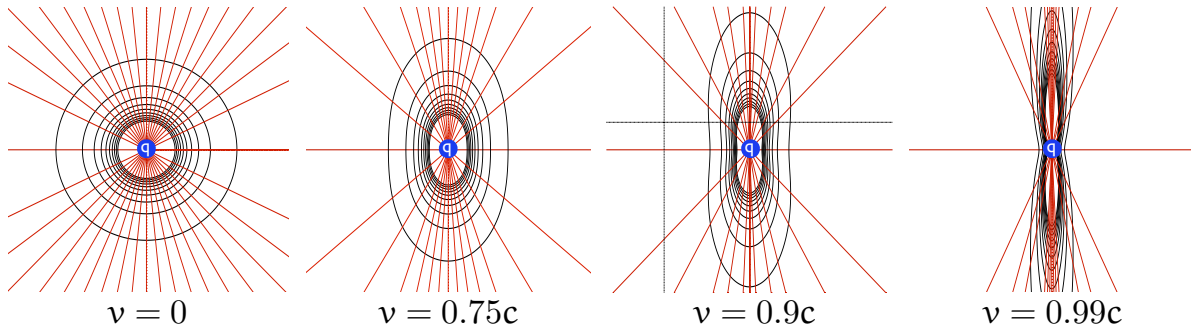 q q q q
v = 0 v = 0.75c v = 0.9c v = 0.99c